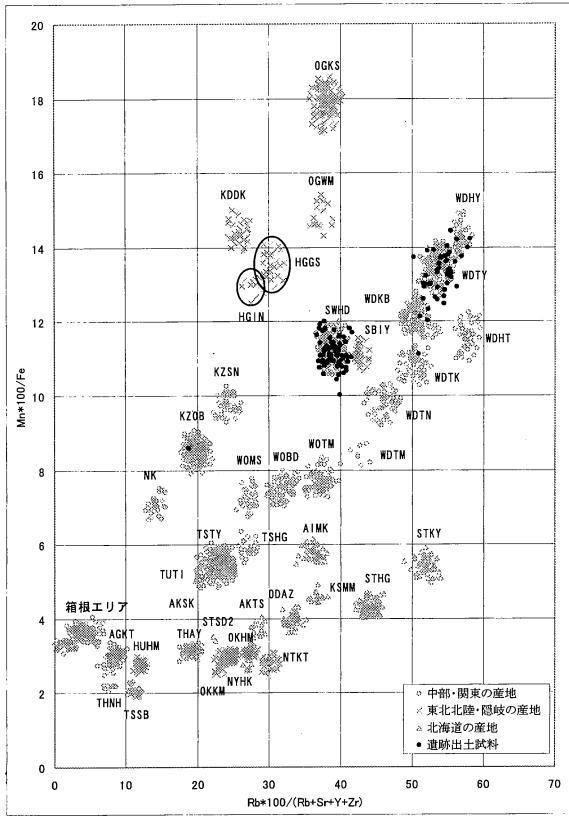 20
18
16
14
12
10
8
6
4
2
0
Mn*100/Fe
OGKS
KDDK
OGWM
WDHY
HGGS
WDTY
HGIN
SWHD
WDKB
SBIY
WDHT
WDTK
KZSN
WDTN
KZOB
WOTM
WOMS
WOBD
WDTM
NK
TSTY
TSHG
AIMK
STKY
TUTI
AKSK
AKTS
ODAZ
KSMM
STHG
箱根エリア
STSD2
AGKT
HUHM
THAY
OKHM
NTKT
NYHK
OKKM
THNH
TSSB
中部・関東の産地
東北北陸・隠岐の産地
北海道の産地
遺跡出土試料
0 10 20 30 40 50 60 70
Rb*100/(Rb+Sr+Y+Zr)